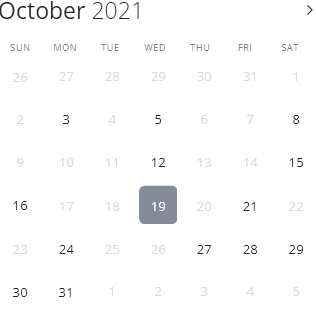 October 2021
SUN MON TUE WED THU FRI SAT
26 27 28 29 30 31 1
2 3 4 5 6 7 8
9 10 11 12 13 14 15
16 17 18 19 20 21 22
23 24 25 26 27 28 29
30 31 1 2 3 4 5